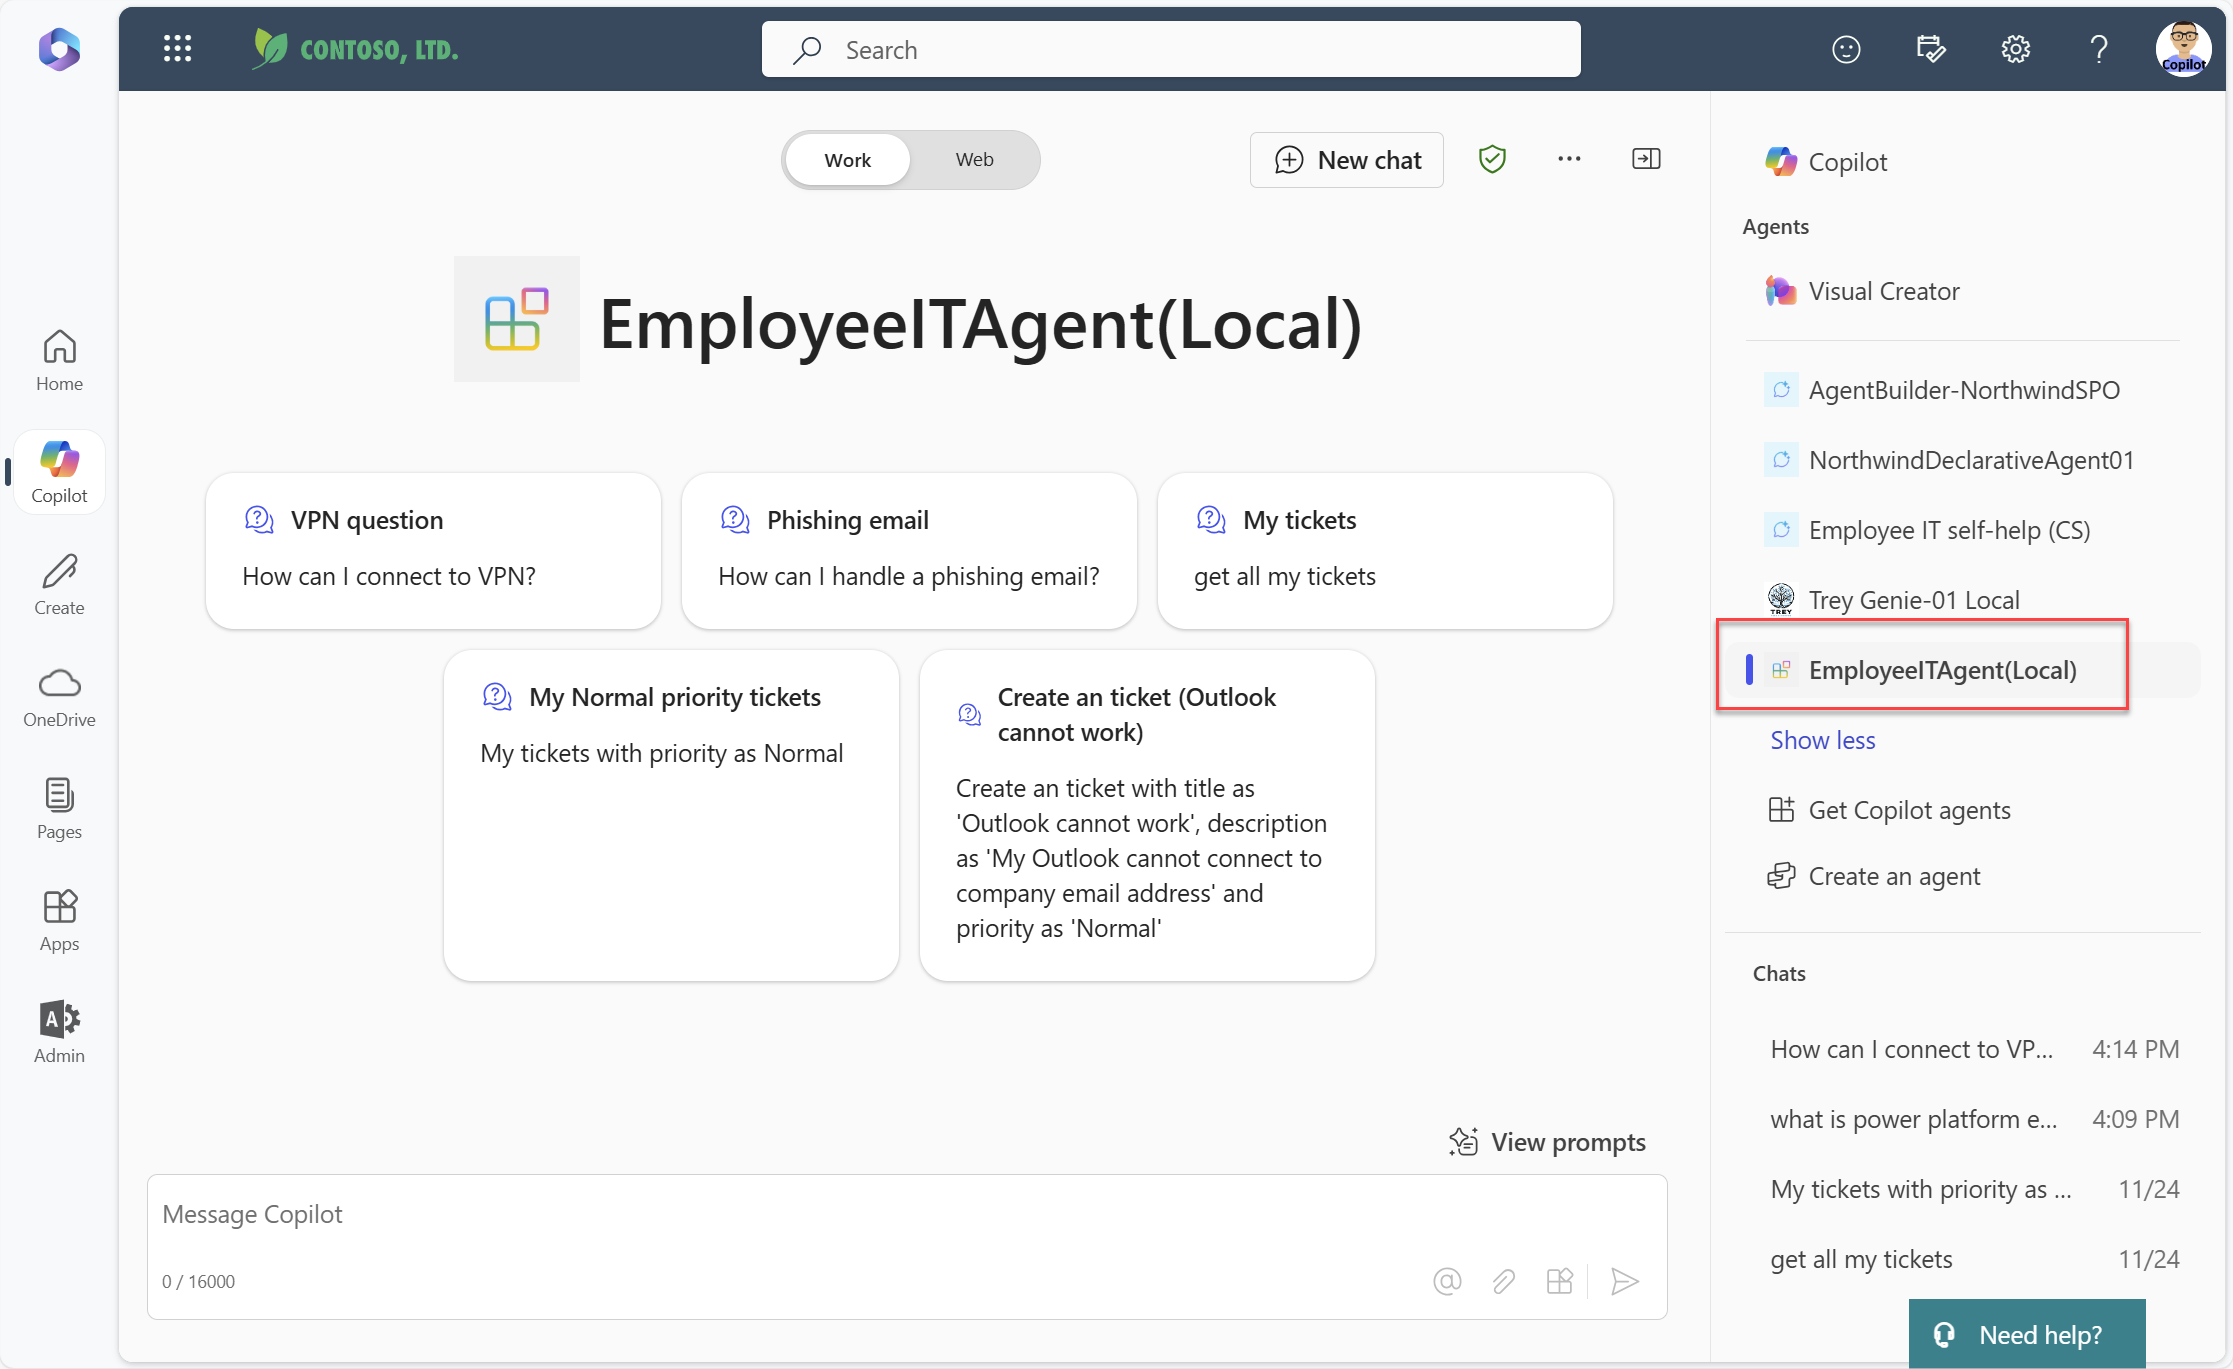 CONTOSO, LTD.
Search
Copilot
Home
Copilot
Create
OneDrive
Pages
Apps
A
Admin
Work
Web
New chat
EmployeeITAgent(Local)
VPN question
How can I connect to VPN?
Phishing email
How can I handle a phishing email?
My tickets
get all my tickets
My Normal priority tickets
My tickets with priority as Normal
Create an ticket (Outlook
cannot work)
Create an ticket with title as
'Outlook cannot work', description
as 'My Outlook cannot connect to
company email address' and
priority as 'Normal'
View prompts
Message Copilot
0 / 16000
Copilot
Agents
Visual Creator
AgentBuilder-NorthwindSPO
NorthwindDeclarativeAgent01
Employee IT self-help (CS)
TREY
Trey Genie-01 Local
EmployeeITAgent(Local)
Show less
Get Copilot agents
Create an agent
Chats
How can I connect to VP... 4:14 PM
what is power platform e... 4:09 PM
My tickets with priority as ... 11/24
get all my tickets 11/24
Need help?